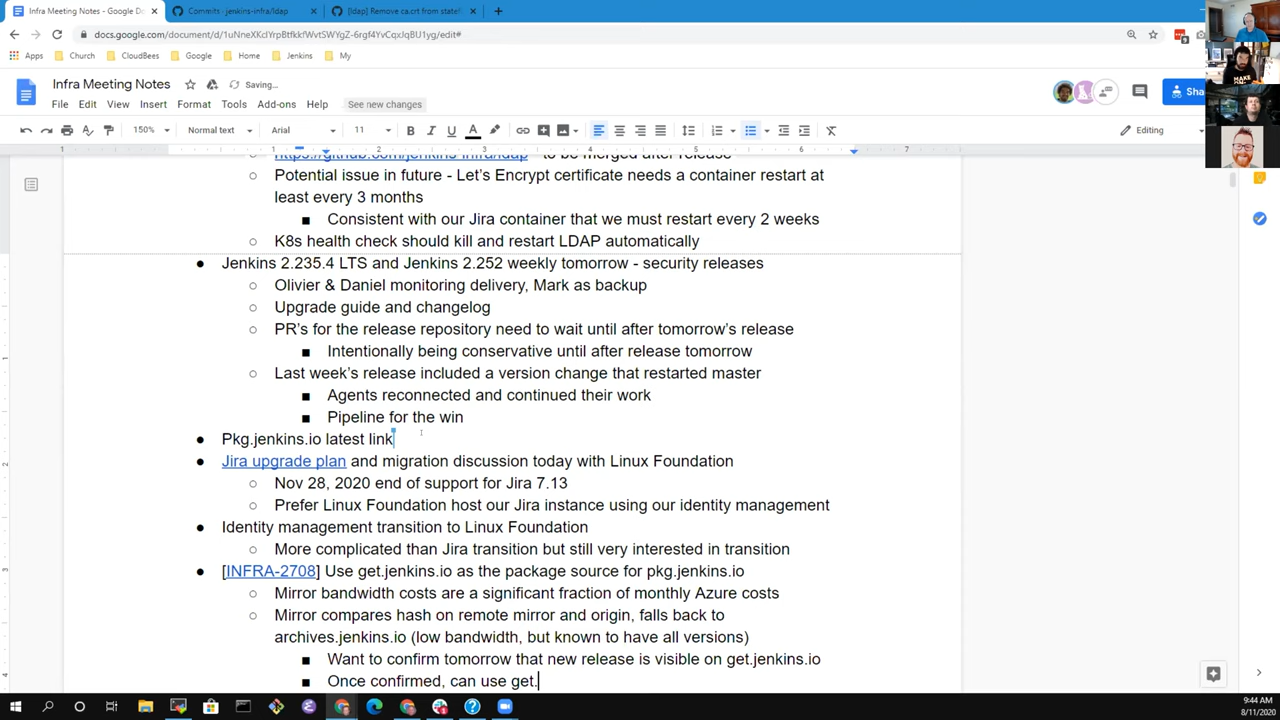 Infra Meeting Notes - Google Do
Commits · jenkins-infra/ldap
[ldap] Remove ca.crt from statef
Apps
Church
CloudBees
Google
Home
Jenkins
My
Infra Meeting Notes
Saving...
File Edit View Insert Format Tools Add-ons Help
See new changes
Sha
150%
Normal text
Arial
11
Editing
https://github.com/jenkins-infra/ldap - to be merged after release
Potential issue in future - Let's Encrypt certificate needs a container restart at
least every 3 months
Consistent with our Jira container that we must restart every 2 weeks
K8s health check should kill and restart LDAP automatically
Jenkins 2.235.4 LTS and Jenkins 2.252 weekly tomorrow - security releases
Olivier & Daniel monitoring delivery, Mark as backup
Upgrade guide and changelog
PR's for the release repository need to wait until after tomorrow's release
Intentionally being conservative until after release tomorrow
Last week's release included a version change that restarted master
Agents reconnected and continued their work
Pipeline for the win
Pkg.jenkins.io latest link
Jira upgrade plan and migration discussion today with Linux Foundation
Nov 28, 2020 end of support for Jira 7.13
Prefer Linux Foundation host our Jira instance using our identity management
Identity management transition to Linux Foundation
More complicated than Jira transition but still very interested in transition
[INFRA-2708] Use get.jenkins.io as the package source for pkg.jenkins.io
Mirror bandwidth costs are a significant fraction of monthly Azure costs
Mirror compares hash on remote mirror and origin, falls back to
archives.jenkins.io (low bandwidth, but known to have all versions)
Want to confirm tomorrow that new release is visible on get.jenkins.io
Once confirmed, can use get.
9:44 AM
8/11/2020